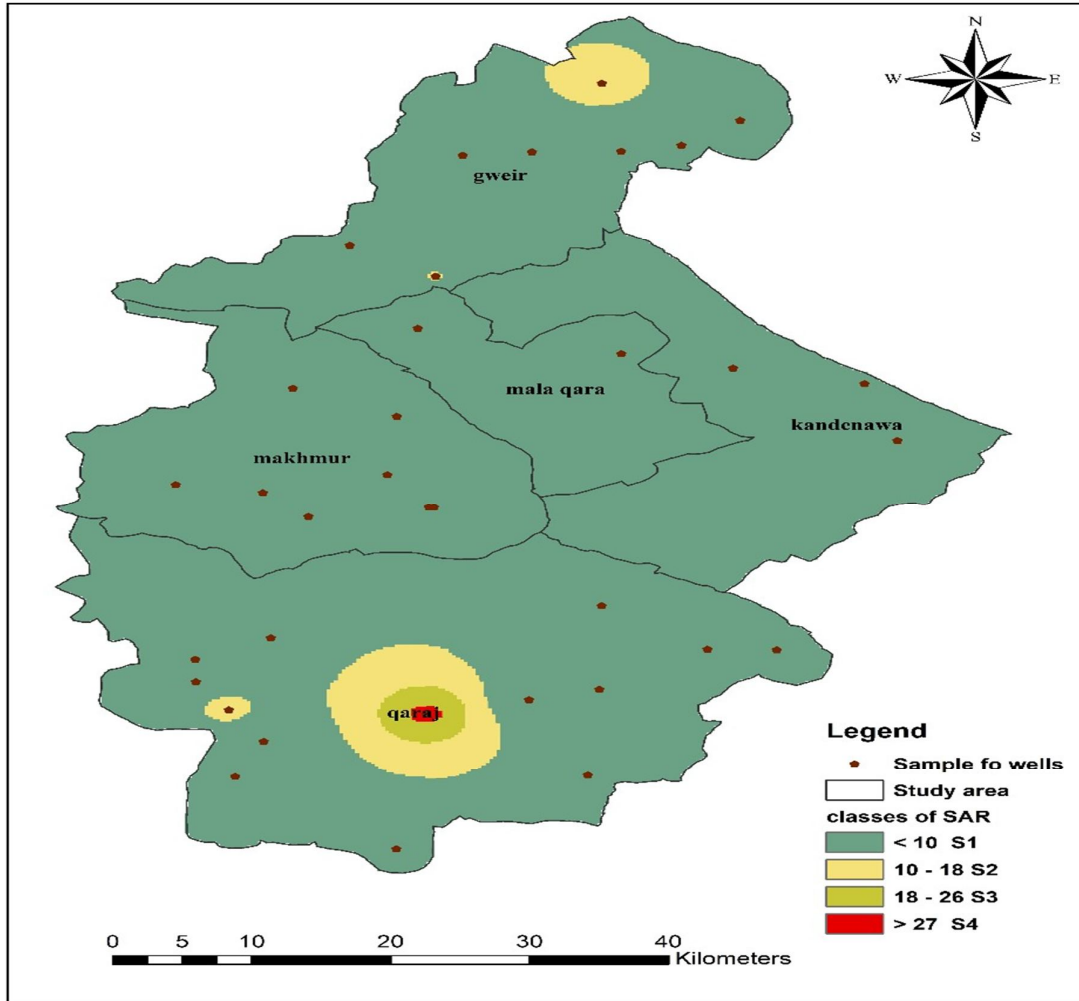 N
W E
S
gweir
mala qara
kandenawa
makhmur
qaraj
Legend
Sample fo wells
Study area
classes of SAR
< 10 S1
10 - 18 S2
18 - 26 S3
> 27 S4
0 5 10 20 30 40
Kilometers